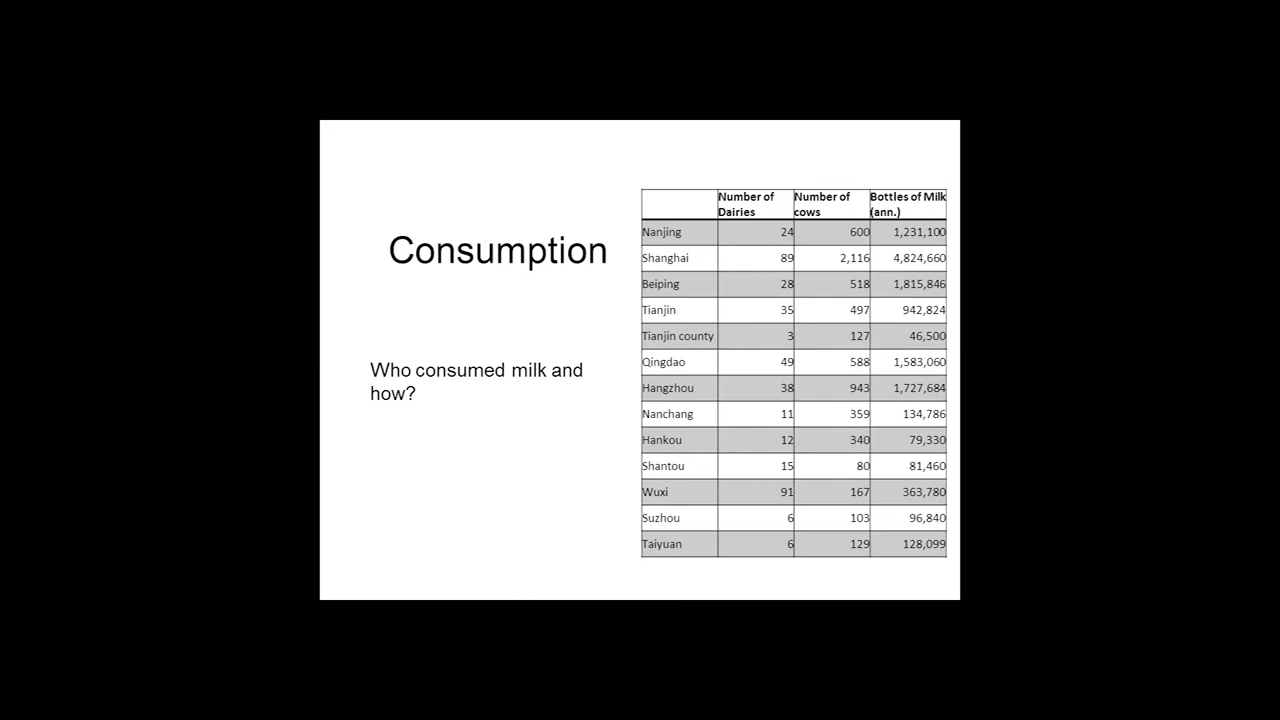 Consumption
Who consumed milk and
how?
Number of Dairies Number of cows Bottles of Milk (ann.)
Nanjing 24 600 1,231,100
Shanghai 89 2,116 4,824,660
Beiping 28 518 1,815,846
Tianjin 35 497 942,824
Tianjin county 3 127 46,500
Qingdao 49 588 1,583,060
Hangzhou 38 943 1,727,684
Nanchang 11 359 134,786
Hankou 12 340 79,330
Shantou 15 80 81,460
Wuxi 91 167 363,780
Suzhou 6 103 96,840
Taiyuan 6 129 128,099